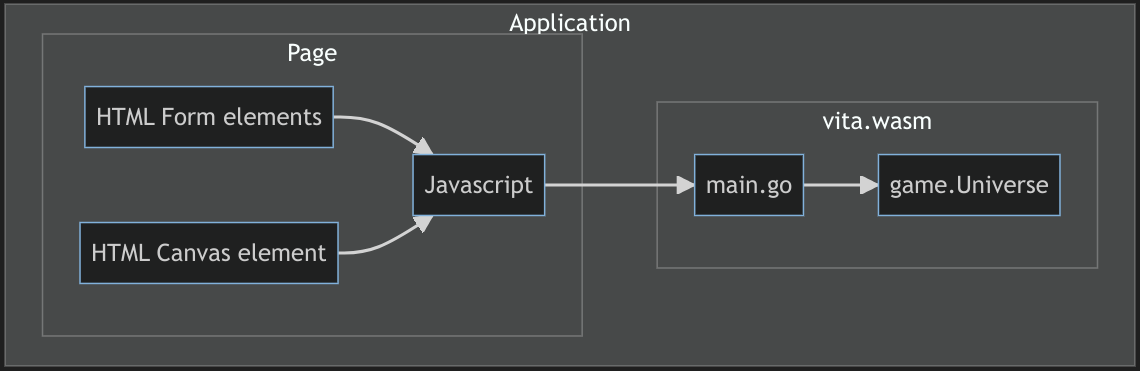 Application
Page
HTML Form elements
HTML Canvas element
Javascript
vita.wasm
main.go
game.Universe